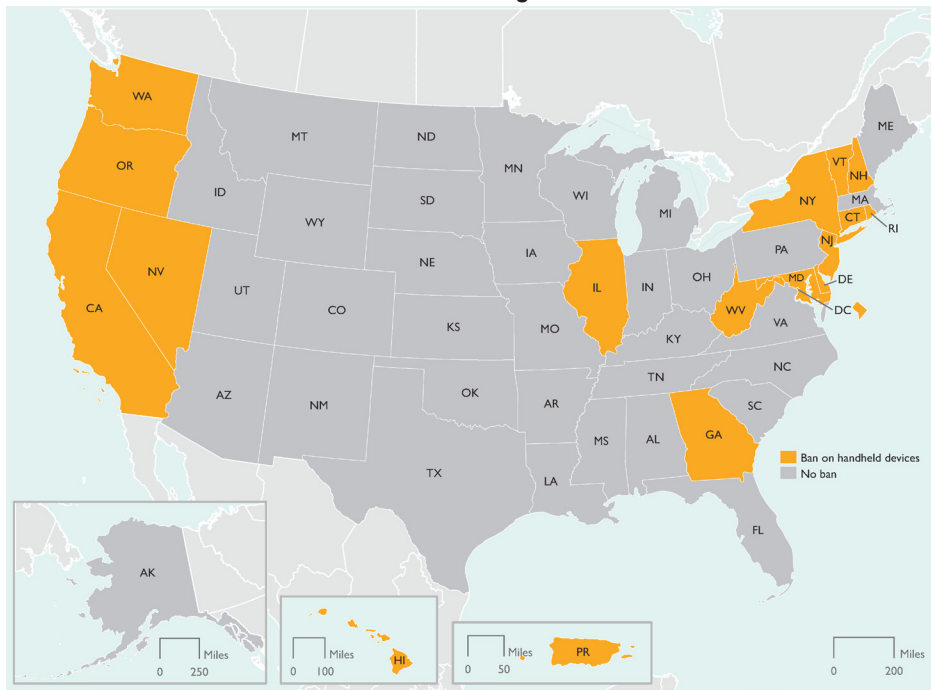 WA
MT
ND
ME
OR
MN
VT
NH
ID
SD
WI
NY
MA
WY
MI
CT
RI
IA
PA
NJ
NE
NV
OH
MD
DE
UT
IL
IN
CA
CO
WV
DC
VA
KS
MO
KY
NC
TN
AZ
OK
NM
AR
SC
MS
AL
GA
Ban on handheld devices
No ban
TX
LA
FL
AK
Miles
0 250
HI
Miles
0 100
PR
Miles
0 50
Miles
0 200